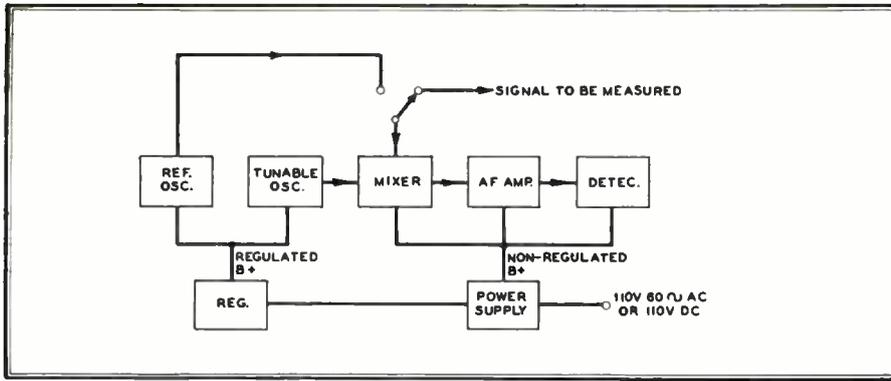 SIGNAL TO BE MEASURED
REF.
OSC.
TUNABLE
OSC.
MIXER
AF AMP.
DETEC.
REGULATED
B+
NON-REGULATED
B+
REG.
POWER
SUPPLY
110V 60 ∿ AC
OR 110V DC